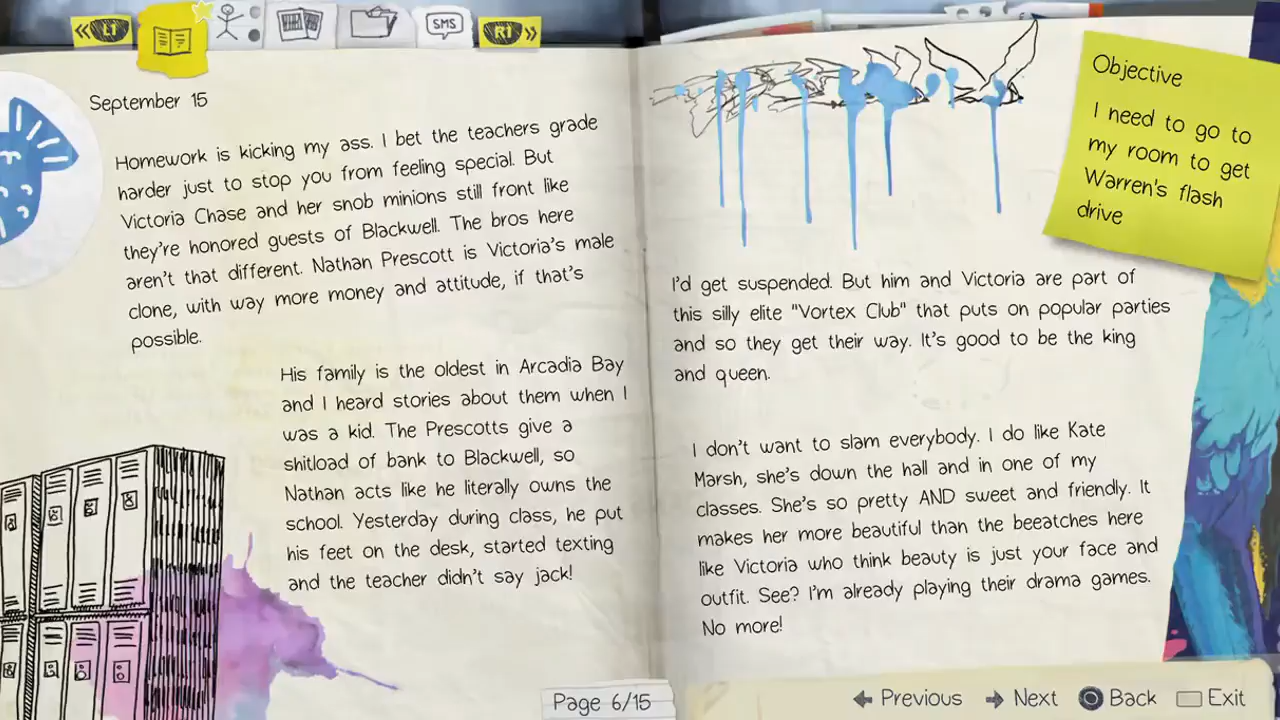 L1
SMS
R1
September 15
Homework is kicking my ass. I bet the teachers grade
harder just to stop you from feeling special. But
Victoria Chase and her snob minions still front like
they're honored guests of Blackwell. The bros here
aren't that different. Nathan Prescott is Victoria's male
clone, with way more money and attitude, if that's
possible.
His family is the oldest in Arcadia Bay
and I heard stories about them when I
was a kid. The Prescotts give a
shitload of bank to Blackwell, so
Nathan acts like he literally owns the
school. Yesterday during class, he put
his feet on the desk, started texting
and the teacher didn't say jack!
I'd get suspended. But him and Victoria are part of
this silly elite "Vortex Club" that puts on popular parties
and so they get their way. It's good to be the king
and queen.
I don't want to slam everybody. I do like Kate
Marsh, she's down the hall and in one of my
classes. She's so pretty AND sweet and friendly. It
makes her more beautiful than the beeatches here
like Victoria who think beauty is just your face and
outfit. See? I'm already playing their drama games.
No more!
Objective
I need to go to
my room to get
Warren's flash
drive
Page 6/15
Previous Next Back Exit